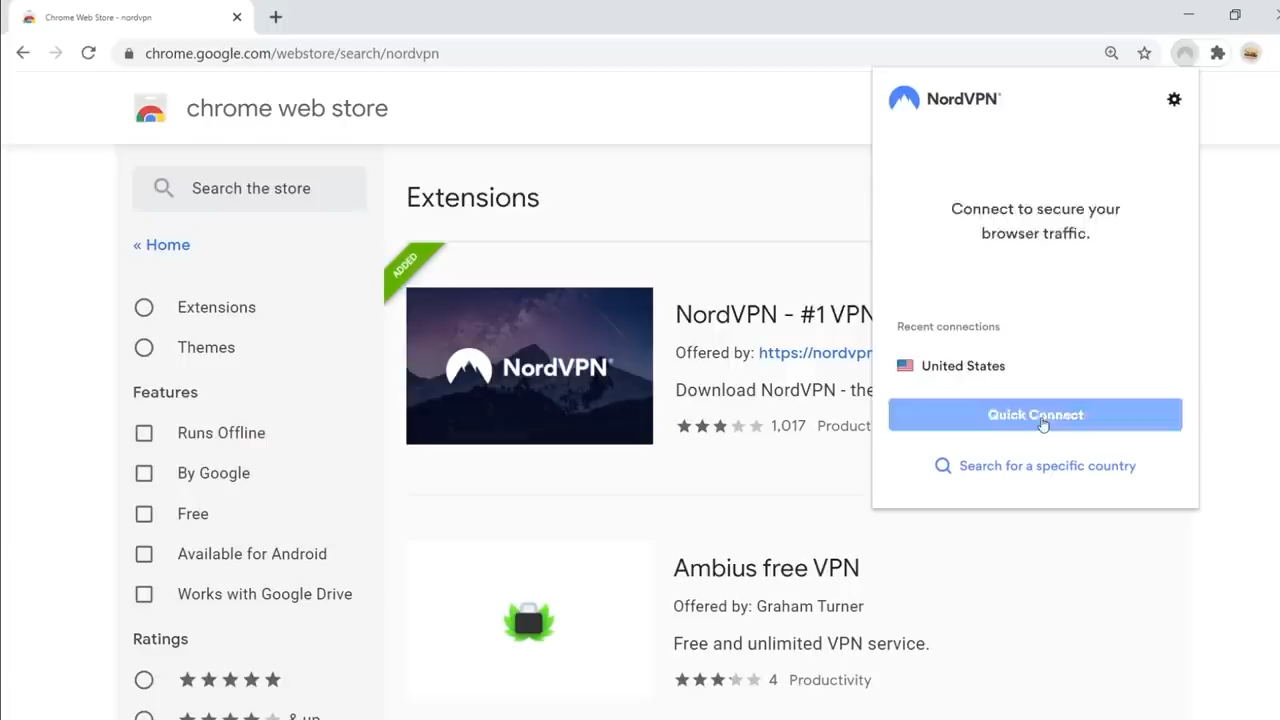 Chrome Web Store - nordvpn
chrome.google.com/webstore/search/nordvpn
chrome web store
Search the store
« Home
Extensions
Themes
Features
Runs Offline
By Google
Free
Available for Android
Works with Google Drive
Ratings
& up
Extensions
ADDED
NordVPN®
NordVPN - #1 VPN
Offered by: https://nordvpr
Download NordVPN - the
1,017 Product
Ambius free VPN
Offered by: Graham Turner
Free and unlimited VPN service.
4 Productivity
NordVPN®
Connect to secure your
browser traffic.
Recent connections
United States
Quick Connect
Search for a specific country